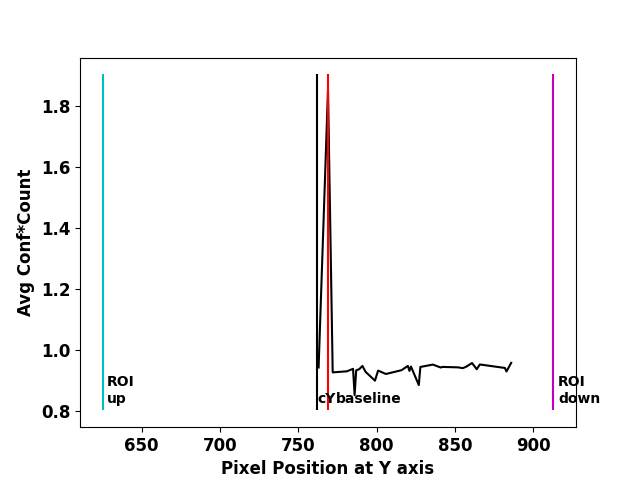 1.8
1.6
1.4
1.2
1.0
0.8
Avg Conf*Count
ROI
up
cY
baseline
ROI
down
650
700
750
800
850
900
Pixel Position at Y axis